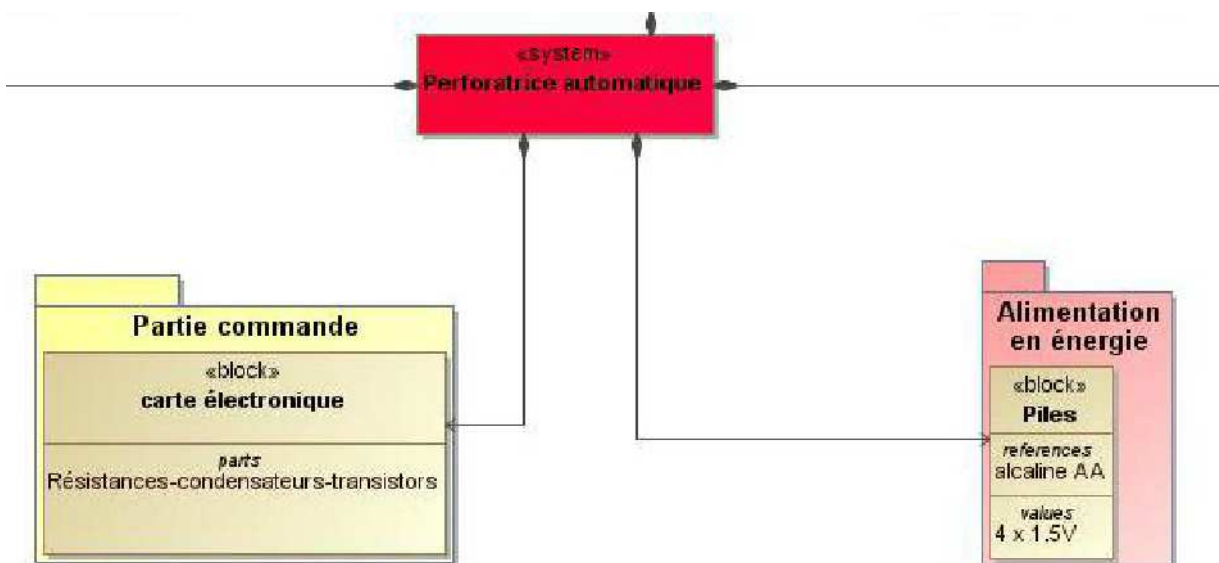 «system»
Perforatrice automatique
Partie commande
«block»
carte électronique
parts
Résistances-condensateurs-transistors
Alimentation
en énergie
«block»
Piles
references
alcaline AA
values
4 x 1.5V